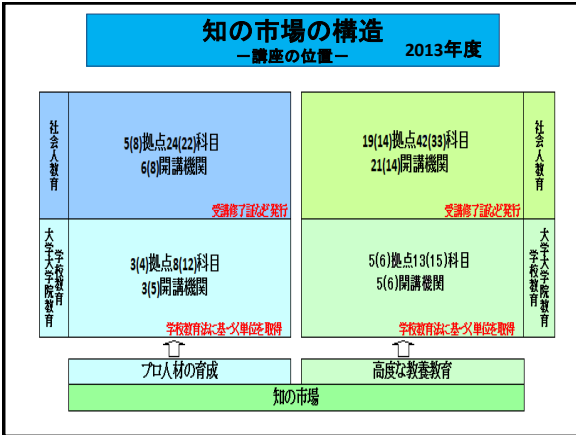 知の市場の構造
－講座の位置－
2013年度
社会人教育
5(8)拠点24(22)科目
6(8)開講機関
受講修了証など発行
19(14)拠点42(33)科目
21(14)開講機関
受講修了証など発行
社会人教育
学校教育
大学大学院教育
3(4)拠点8(12)科目
3(5)開講機関
学校教育法に基づく単位を取得
5(6)拠点13(15)科目
5(6)開講機関
学校教育法に基づく単位を取得
大学大学院教育
学校教育
プロ人材の育成
高度な教養教育
知の市場